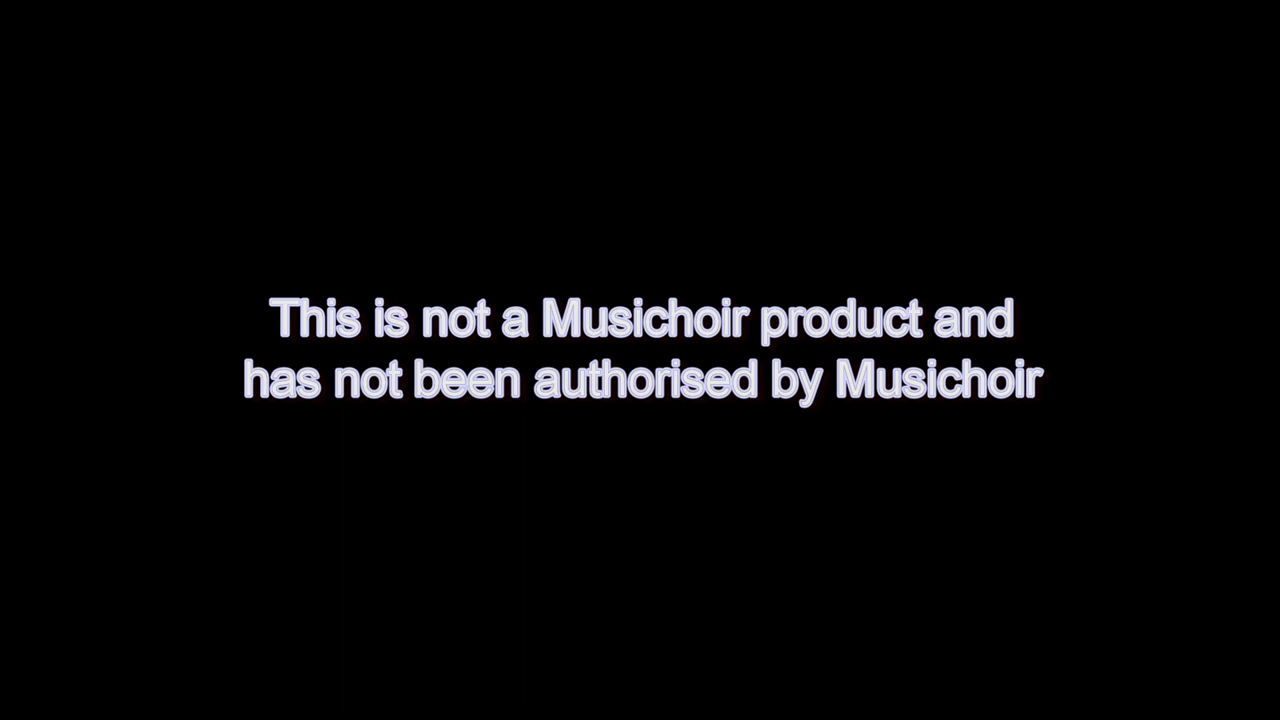 This is not a Musichoir product and
has not been authorised by Musichoir